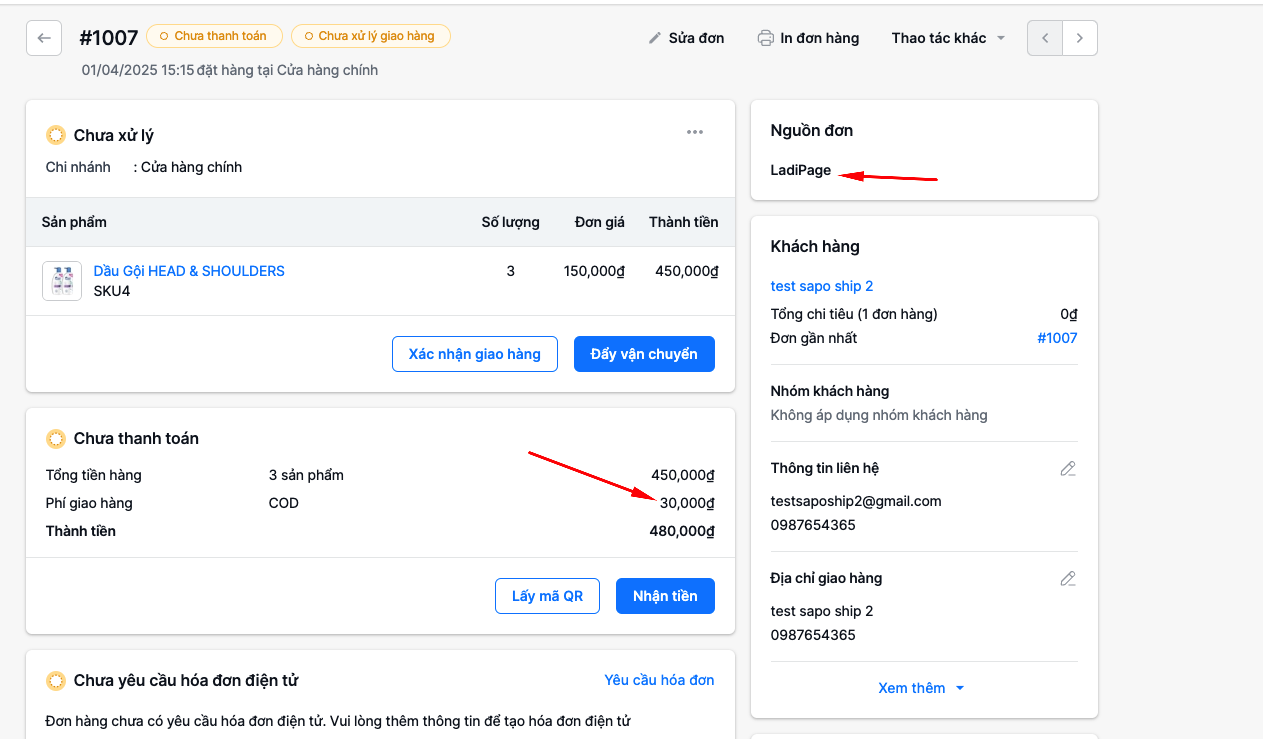 #1007 Chưa thanh toán Chưa xử lý giao hàng Sửa đơn In đơn hàng Thao tác khác
01/04/2025 15:15 đặt hàng tại Cửa hàng chính
Chưa xử lý
Chi nhánh : Cửa hàng chính
Sản phẩm Số lượng Đơn giá Thành tiền
Dầu Gội HEAD & SHOULDERS 3 150,000₫ 450,000₫
SKU4
Xác nhận giao hàng Đẩy vận chuyển
Chưa thanh toán
Tổng tiền hàng 3 sản phẩm 450,000₫
Phí giao hàng COD 30,000₫
Thành tiền 480,000₫
Lấy mã QR Nhận tiền
Chưa yêu cầu hóa đơn điện tử Yêu cầu hóa đơn
Đơn hàng chưa có yêu cầu hóa đơn điện tử. Vui lòng thêm thông tin để tạo hóa đơn điện tử
Nguồn đơn
LadiPage
Khách hàng
test sapo ship 2
Tổng chi tiêu (1 đơn hàng) 0₫
Đơn gần nhất #1007
Nhóm khách hàng
Không áp dụng nhóm khách hàng
Thông tin liên hệ
testsapoship2@gmail.com
0987654365
Địa chỉ giao hàng
test sapo ship 2
0987654365
Xem thêm